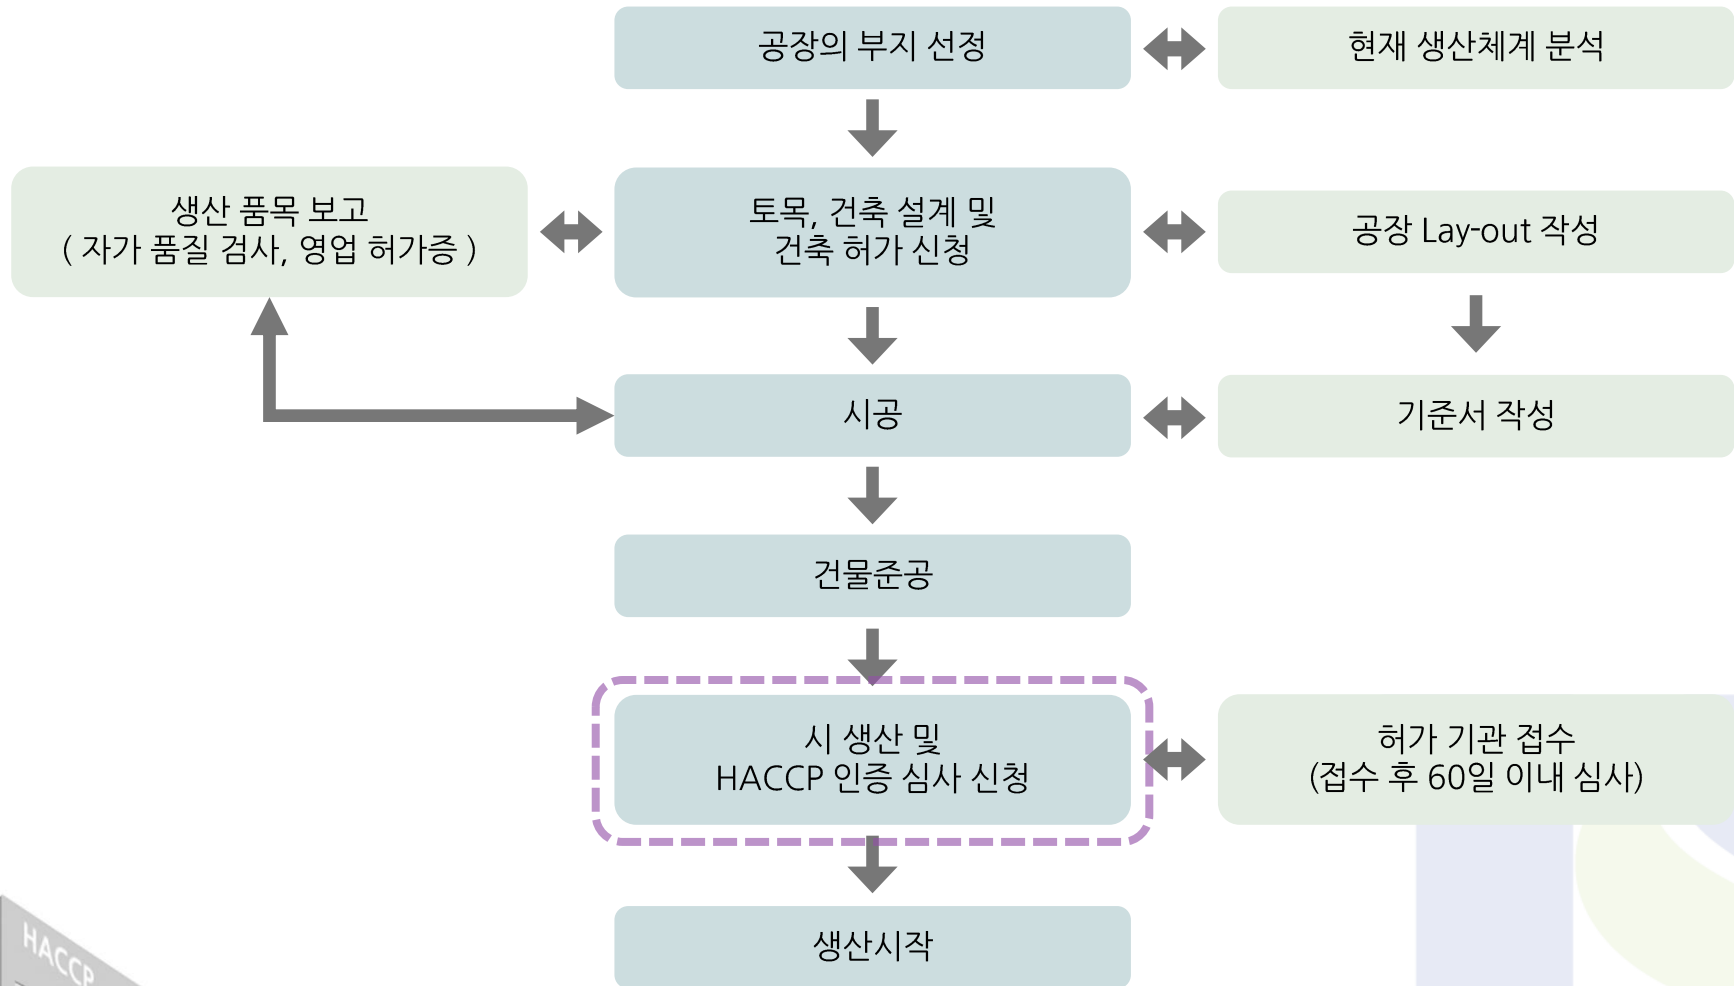 공장의 부지 선정
현재 생산체계 분석
생산 품목 보고
( 자가 품질 검사, 영업 허가증 )
토목, 건축 설계 및
건축 허가 신청
공장 Lay-out 작성
시공
기준서 작성
건물준공
시 생산 및
HACCP 인증 심사 신청
허가 기관 접수
(접수 후 60일 이내 심사)
생산시작
HACCP